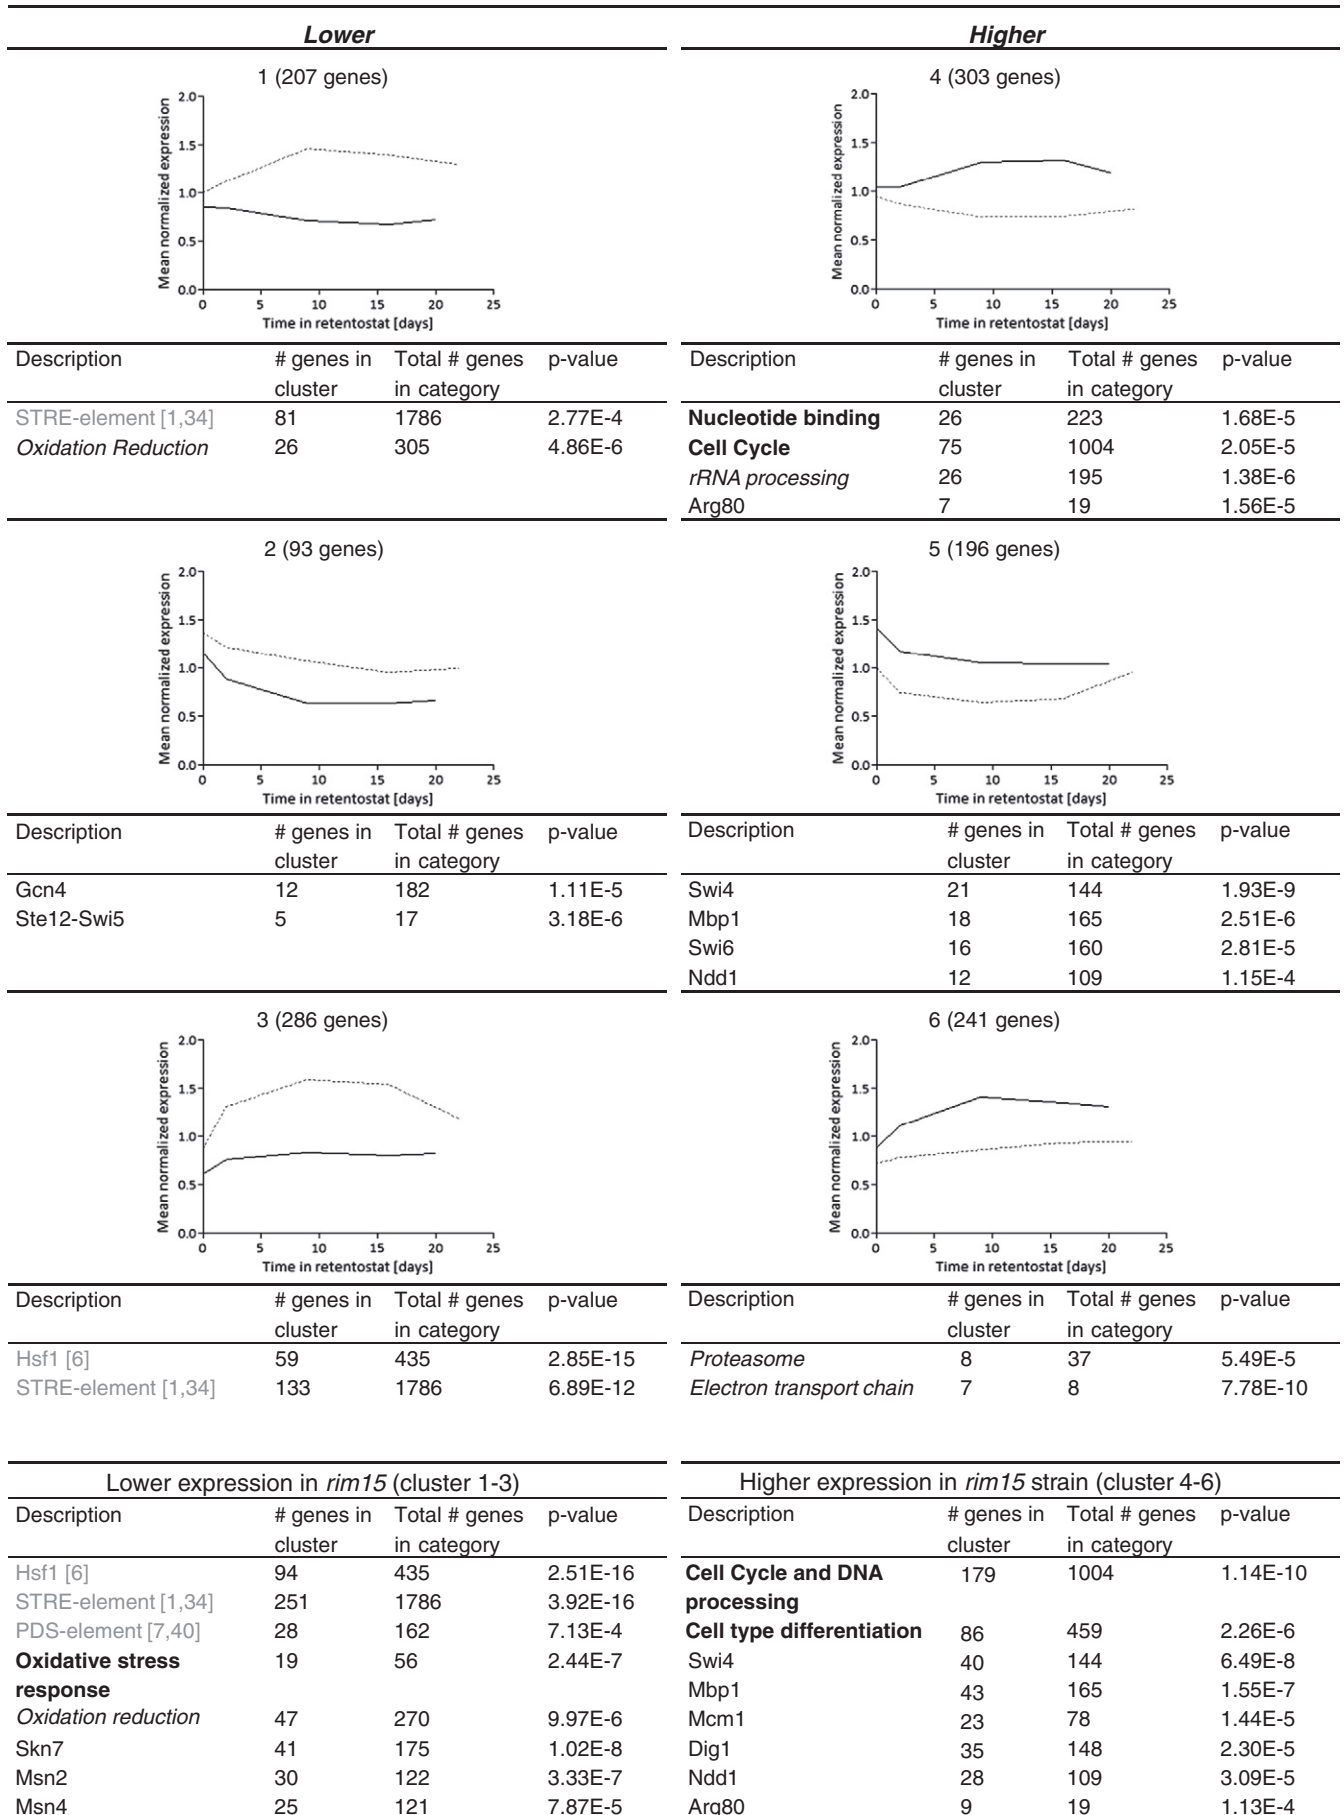 Lower
1 (207 genes)
Mean normalized expression
2.0
1.5
1.0
0.5
0.0
0 5 10 15 20 25
Time in retentostat [days]
Description # genes in cluster Total # genes in category p-value
STRE-element [1,34] 81 1786 2.77E-4
Oxidation Reduction 26 305 4.86E-6
Higher
4 (303 genes)
Mean normalized expression
2.0
1.5
1.0
0.5
0.0
0 5 10 15 20 25
Time in retentostat [days]
Description # genes in cluster Total # genes in category p-value
Nucleotide binding 26 223 1.68E-5
Cell Cycle 75 1004 2.05E-5
rRNA processing 26 195 1.38E-6
Arg80 7 19 1.56E-5
2 (93 genes)
Mean normalized expression
2.0
1.5
1.0
0.5
0.0
0 5 10 15 20 25
Time in retentostat [days]
Description # genes in cluster Total # genes in category p-value
Gcn4 12 182 1.11E-5
Ste12-Swi5 5 17 3.18E-6
5 (196 genes)
Mean normalized expression
2.0
1.5
1.0
0.5
0.0
0 5 10 15 20 25
Time in retentostat [days]
Description # genes in cluster Total # genes in category p-value
Swi4 21 144 1.93E-9
Mbp1 18 165 2.51E-6
Swi6 16 160 2.81E-5
Ndd1 12 109 1.15E-4
3 (286 genes)
Mean normalized expression
2.0
1.5
1.0
0.5
0.0
0 5 10 15 20 25
Time in retentostat [days]
Description # genes in cluster Total # genes in category p-value
Hsf1 [6] 59 435 2.85E-15
STRE-element [1,34] 133 1786 6.89E-12
6 (241 genes)
Mean normalized expression
2.0
1.5
1.0
0.5
0.0
0 5 10 15 20 25
Time in retentostat [days]
Description # genes in cluster Total # genes in category p-value
Proteasome 8 37 5.49E-5
Electron transport chain 7 8 7.78E-10
Lower expression in rim15 (cluster 1-3)
Description # genes in cluster Total # genes in category p-value
Hsf1 [6] 94 435 2.51E-16
STRE-element [1,34] 251 1786 3.92E-16
PDS-element [7,40] 28 162 7.13E-4
Oxidative stress response 19 56 2.44E-7
Oxidation reduction 47 270 9.97E-6
Skn7 41 175 1.02E-8
Msn2 30 122 3.33E-7
Msn4 25 121 7.87E-5
Higher expression in rim15 strain (cluster 4-6)
Description # genes in cluster Total # genes in category p-value
Cell Cycle and DNA processing 179 1004 1.14E-10
Cell type differentiation 86 459 2.26E-6
Swi4 40 144 6.49E-8
Mbp1 43 165 1.55E-7
Mcm1 23 78 1.44E-5
Dig1 35 148 2.30E-5
Ndd1 28 109 3.09E-5
Arg80 9 19 1.13E-4